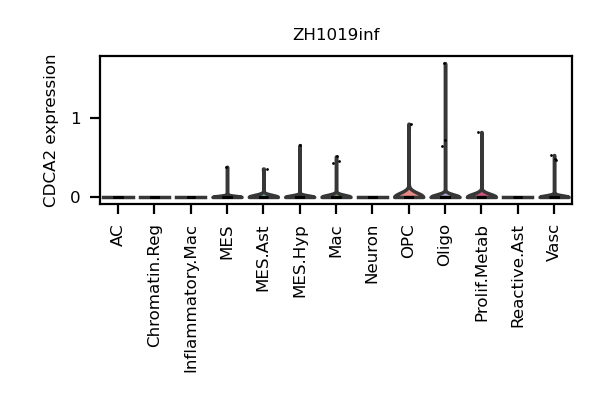 ZH1019inf
CDCA2 expression
1
0
AC
Chromatin.Reg
Inflammatory.Mac
MES
MES.Ast
MES.Hyp
Mac
Neuron
OPC
Oligo
Prolif.Metab
Reactive.Ast
Vasc